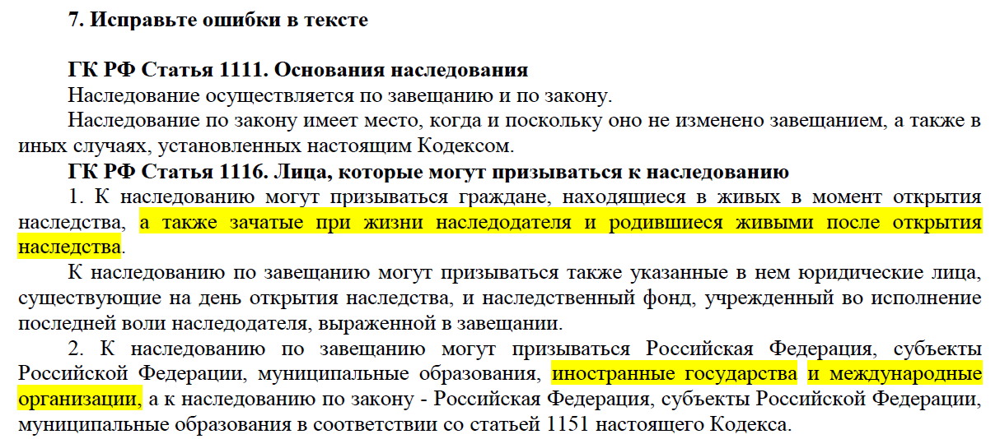 7. Исправьте ошибки в тексте
ГК РФ Статья 1111. Основания наследования
Наследование осуществляется по завещанию и по закону.
Наследование по закону имеет место, когда и поскольку оно не изменено завещанием, а также в
иных случаях, установленных настоящим Кодексом.
ГК РФ Статья 1116. Лица, которые могут призываться к наследованию
1. К наследованию могут призываться граждане, находящиеся в живых в момент открытия
наследства, а также зачатые при жизни наследодателя и родившиеся живыми после открытия
наследства.
К наследованию по завещанию могут призываться также указанные в нем юридические лица,
существующие на день открытия наследства, и наследственный фонд, учрежденный во исполнение
последней воли наследодателя, выраженной в завещании.
2. К наследованию по завещанию могут призываться Российская Федерация, субъекты
Российской Федерации, муниципальные образования, иностранные государства и международные
организации, а к наследованию по закону - Российская Федерация, субъекты Российской Федерации,
муниципальные образования в соответствии со статьей 1151 настоящего Кодекса.